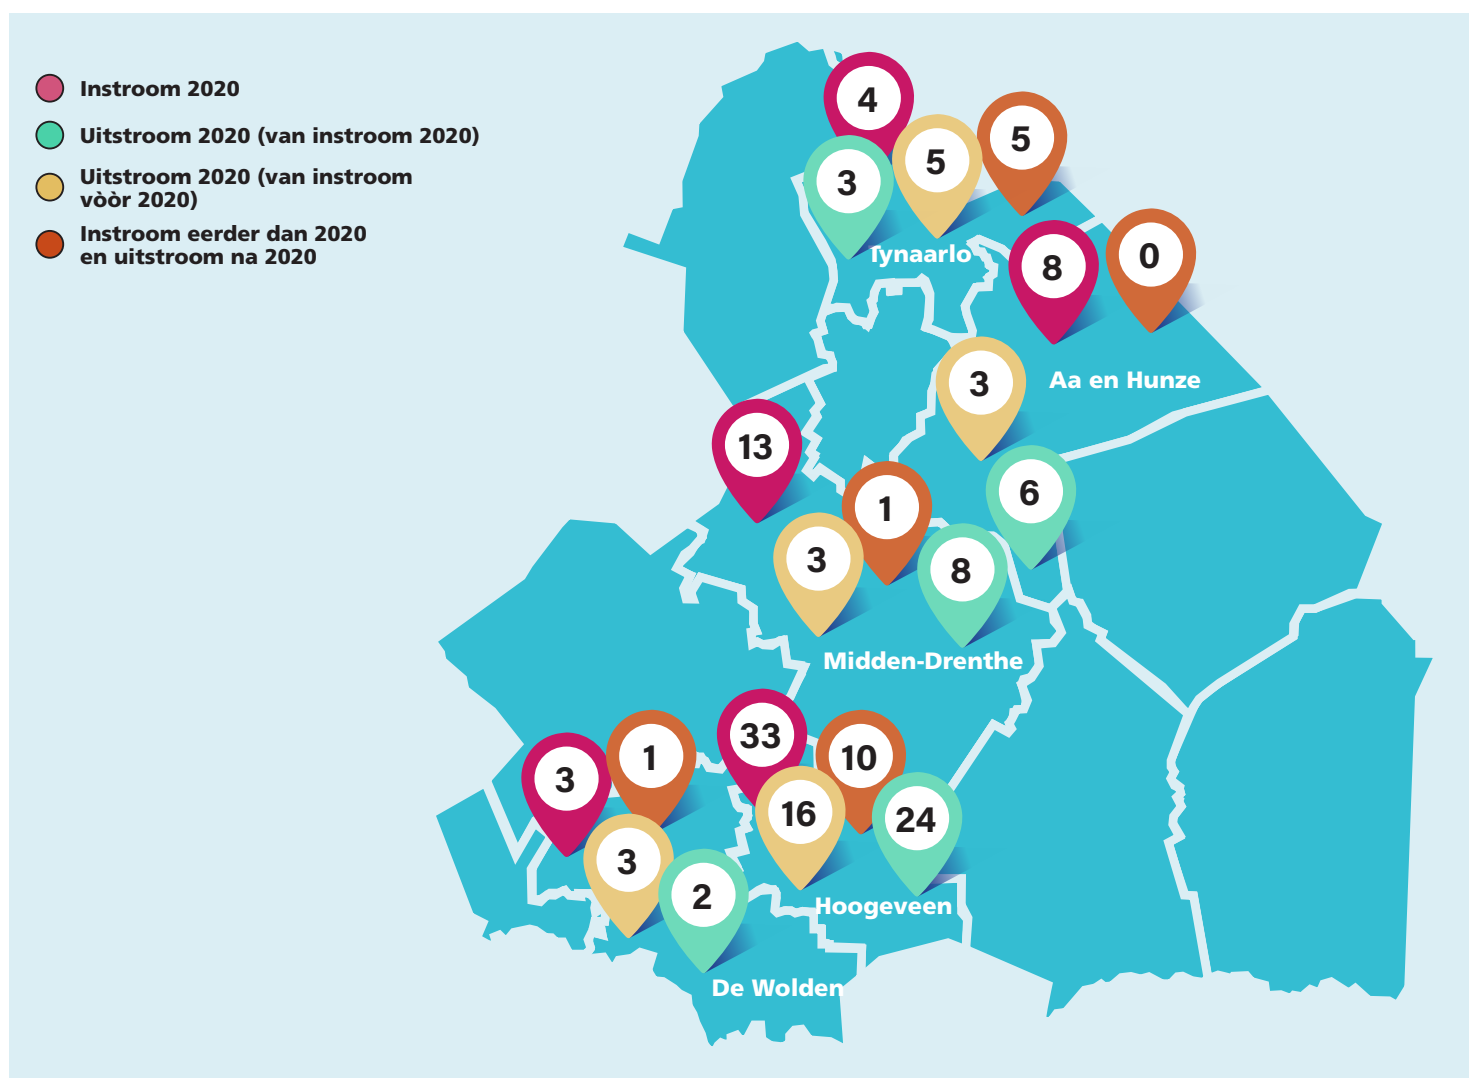 Instroom 2020
Uitstroom 2020 (van instroom 2020)
Uitstroom 2020 (van instroom
vòòr 2020)
Instroom eerder dan 2020
en uitstroom na 2020
4
5
5
3
Tynaarlo
8
0
3
Aa en Hunze
13
6
1
3
8
Midden-Drenthe
33
10
1
3
16
24
3
2
Hoogeveen
De Wolden